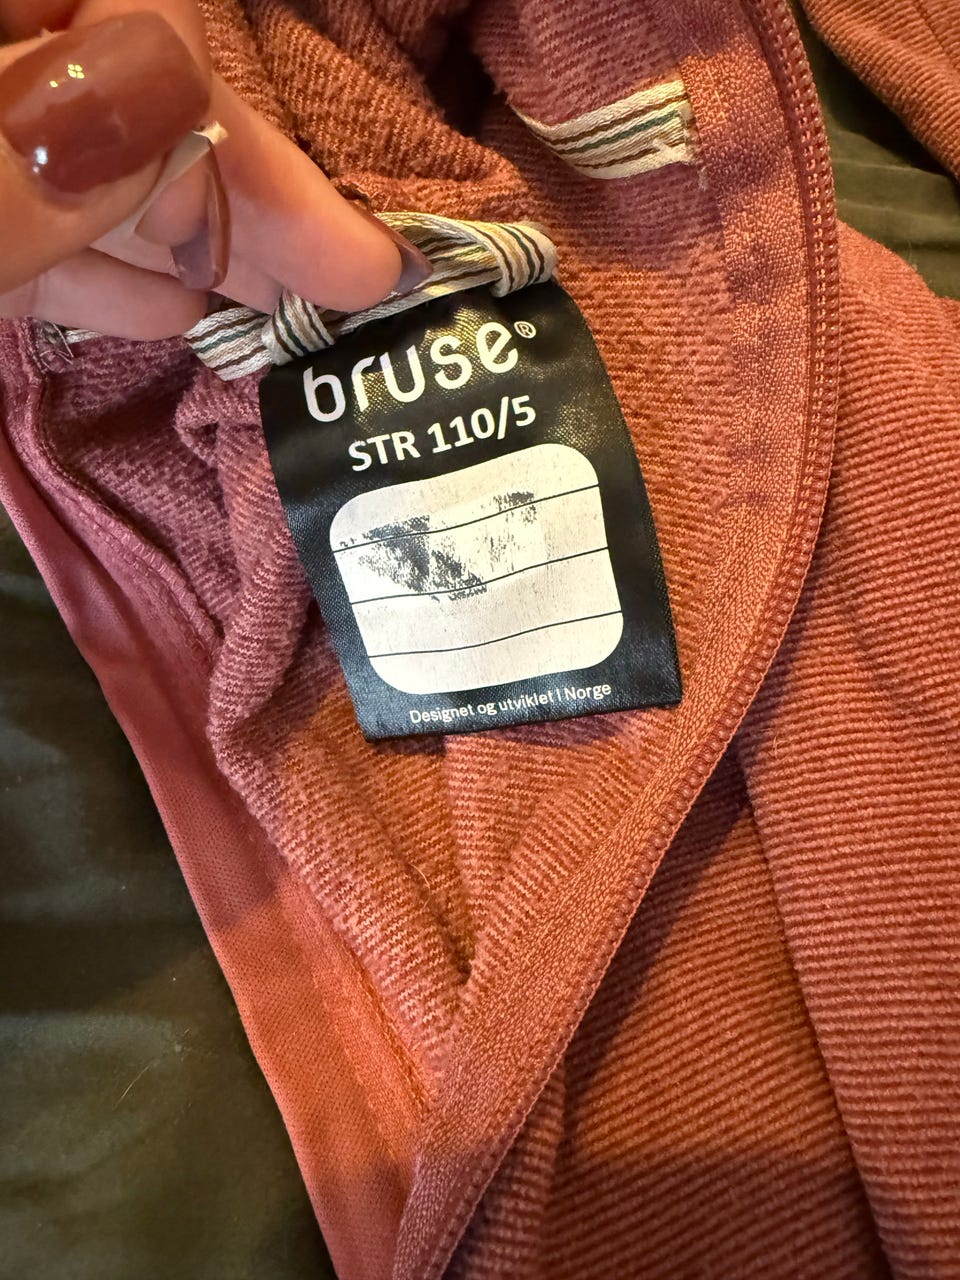 bruse®
STR 110/5
Designet og utviklet I Norge